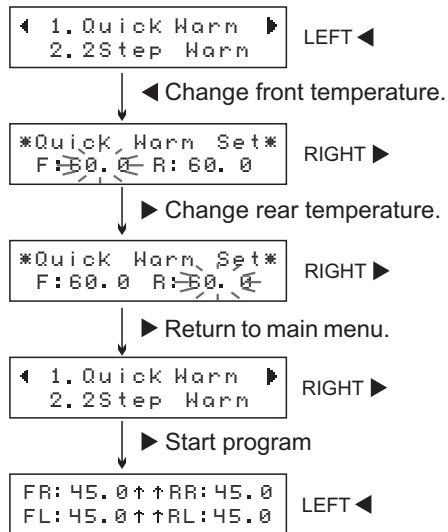 ◀ 1.Quick Warm ▶ LEFT ◀
2.2Step Warm
◀ Change front temperature.
*Quick Warm Set* RIGHT ▶
F:60.0 R:60.0
▶ Change rear temperature.
*Quick Warm Set* RIGHT ▶
F:60.0 R:60.0
▶ Return to main menu.
◀ 1.Quick Warm ▶ RIGHT ▶
2.2Step Warm
▶ Start program
FR:45.0↑↑RR:45.0 LEFT ◀
FL:45.0↑↑RL:45.0